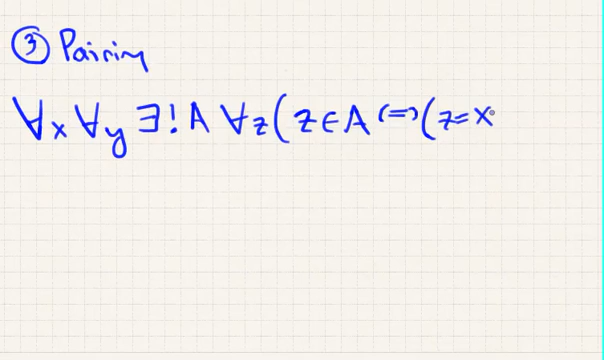 ③ Pairing
∀x ∀y ∃! A ∀z ( z ∈ A <=> ( z = x